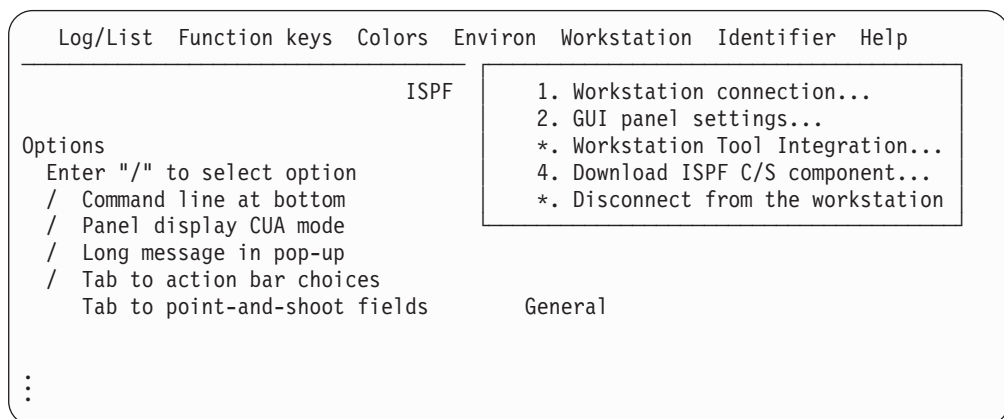 Log/List  Function keys  Colors  Environ  Workstation  Identifier  Help
ISPF      1. Workstation connection...
2. GUI panel settings...
Options      *. Workstation Tool Integration...
Enter "/" to select option      4. Download ISPF C/S component...
/  Command line at bottom      *. Disconnect from the workstation
/  Panel display CUA mode
/  Long message in pop-up
/  Tab to action bar choices
Tab to point-and-shoot fields      General